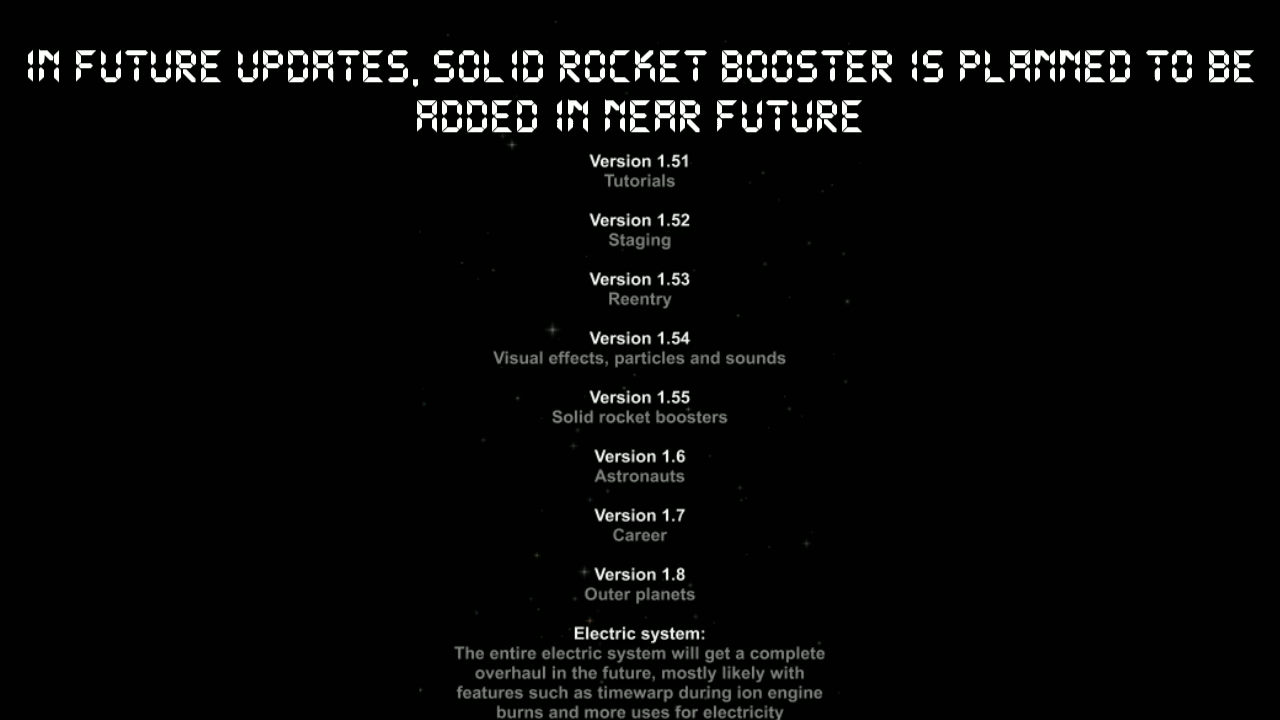 IN FUTURE UPDATES, SOLID ROCKET BOOSTER IS PLANNED TO BE
ADDED IN NEAR FUTURE
Version 1.51
Tutorials
Version 1.52
Staging
Version 1.53
Reentry
Version 1.54
Visual effects, particles and sounds
Version 1.55
Solid rocket boosters
Version 1.6
Astronauts
Version 1.7
Career
Version 1.8
Outer planets
Electric system:
The entire electric system will get a complete
overhaul in the future, mostly likely with
features such as timewarp during ion engine
burns and more uses for electricity